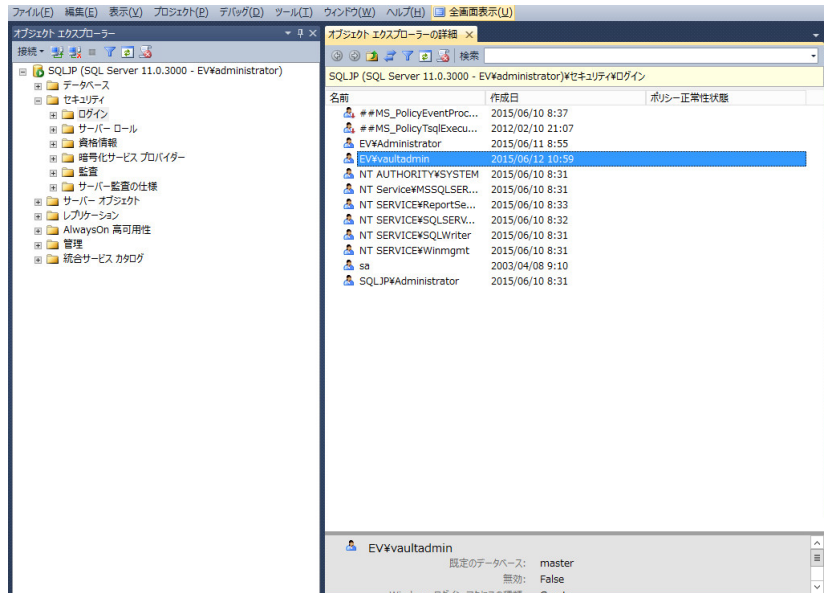 ファイル(F) 編集(E) 表示(V) プロジェクト(P) デバッグ(D) ツール(T) ウィンドウ(W) ヘルプ(H) 全画面表示(U)
オブジェクト エクスプローラー
接続
SQLJP (SQL Server 11.0.3000 - EV¥administrator)
データベース
セキュリティ
ログイン
サーバー ロール
資格情報
暗号化サービス プロバイダー
監査
サーバー監査の仕様
サーバー オブジェクト
レプリケーション
AlwaysOn 高可用性
管理
統合サービス カタログ
オブジェクト エクスプローラーの詳細
検索
SQLJP (SQL Server 11.0.3000 - EV¥administrator)¥セキュリティ¥ログイン
名前 作成日 ポリシー正常性状態
##MS_PolicyEventProc... 2015/06/10 8:37
##MS_PolicyTsqlExecu... 2012/02/10 21:07
EV¥Administrator 2015/06/11 8:55
EV¥vaultadmin 2015/06/12 10:59
NT AUTHORITY¥SYSTEM 2015/06/10 8:31
NT Service¥MSSQLSER... 2015/06/10 8:31
NT SERVICE¥ReportSe... 2015/06/10 8:33
NT SERVICE¥SQLSERV... 2015/06/10 8:32
NT SERVICE¥SQLWriter 2015/06/10 8:31
NT SERVICE¥Winmgmt 2015/06/10 8:31
sa 2003/04/08 9:10
SQLJP¥Administrator 2015/06/10 8:31
EV¥vaultadmin
既定のデータベース: master
無効: False